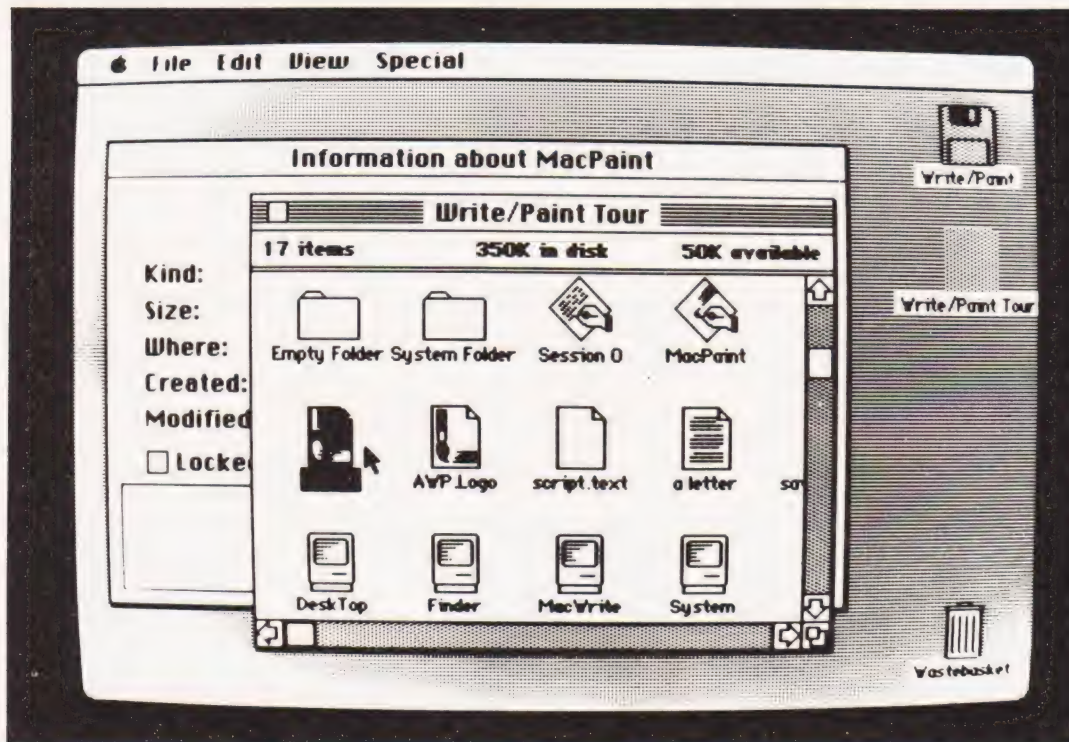 File Edit View Special
Information about MacPaint
Write/Paint
Write/Paint Tour
17 items 350K in disk 50K available
Kind:
Size:
Where:
Created:
Modified
Locke
Empty Folder System Folder Session 0 MacPaint
AWP.Logo script.text a letter sa
DeskTop Finder MacWrite System
Write/Paint Tour
Wastebasket